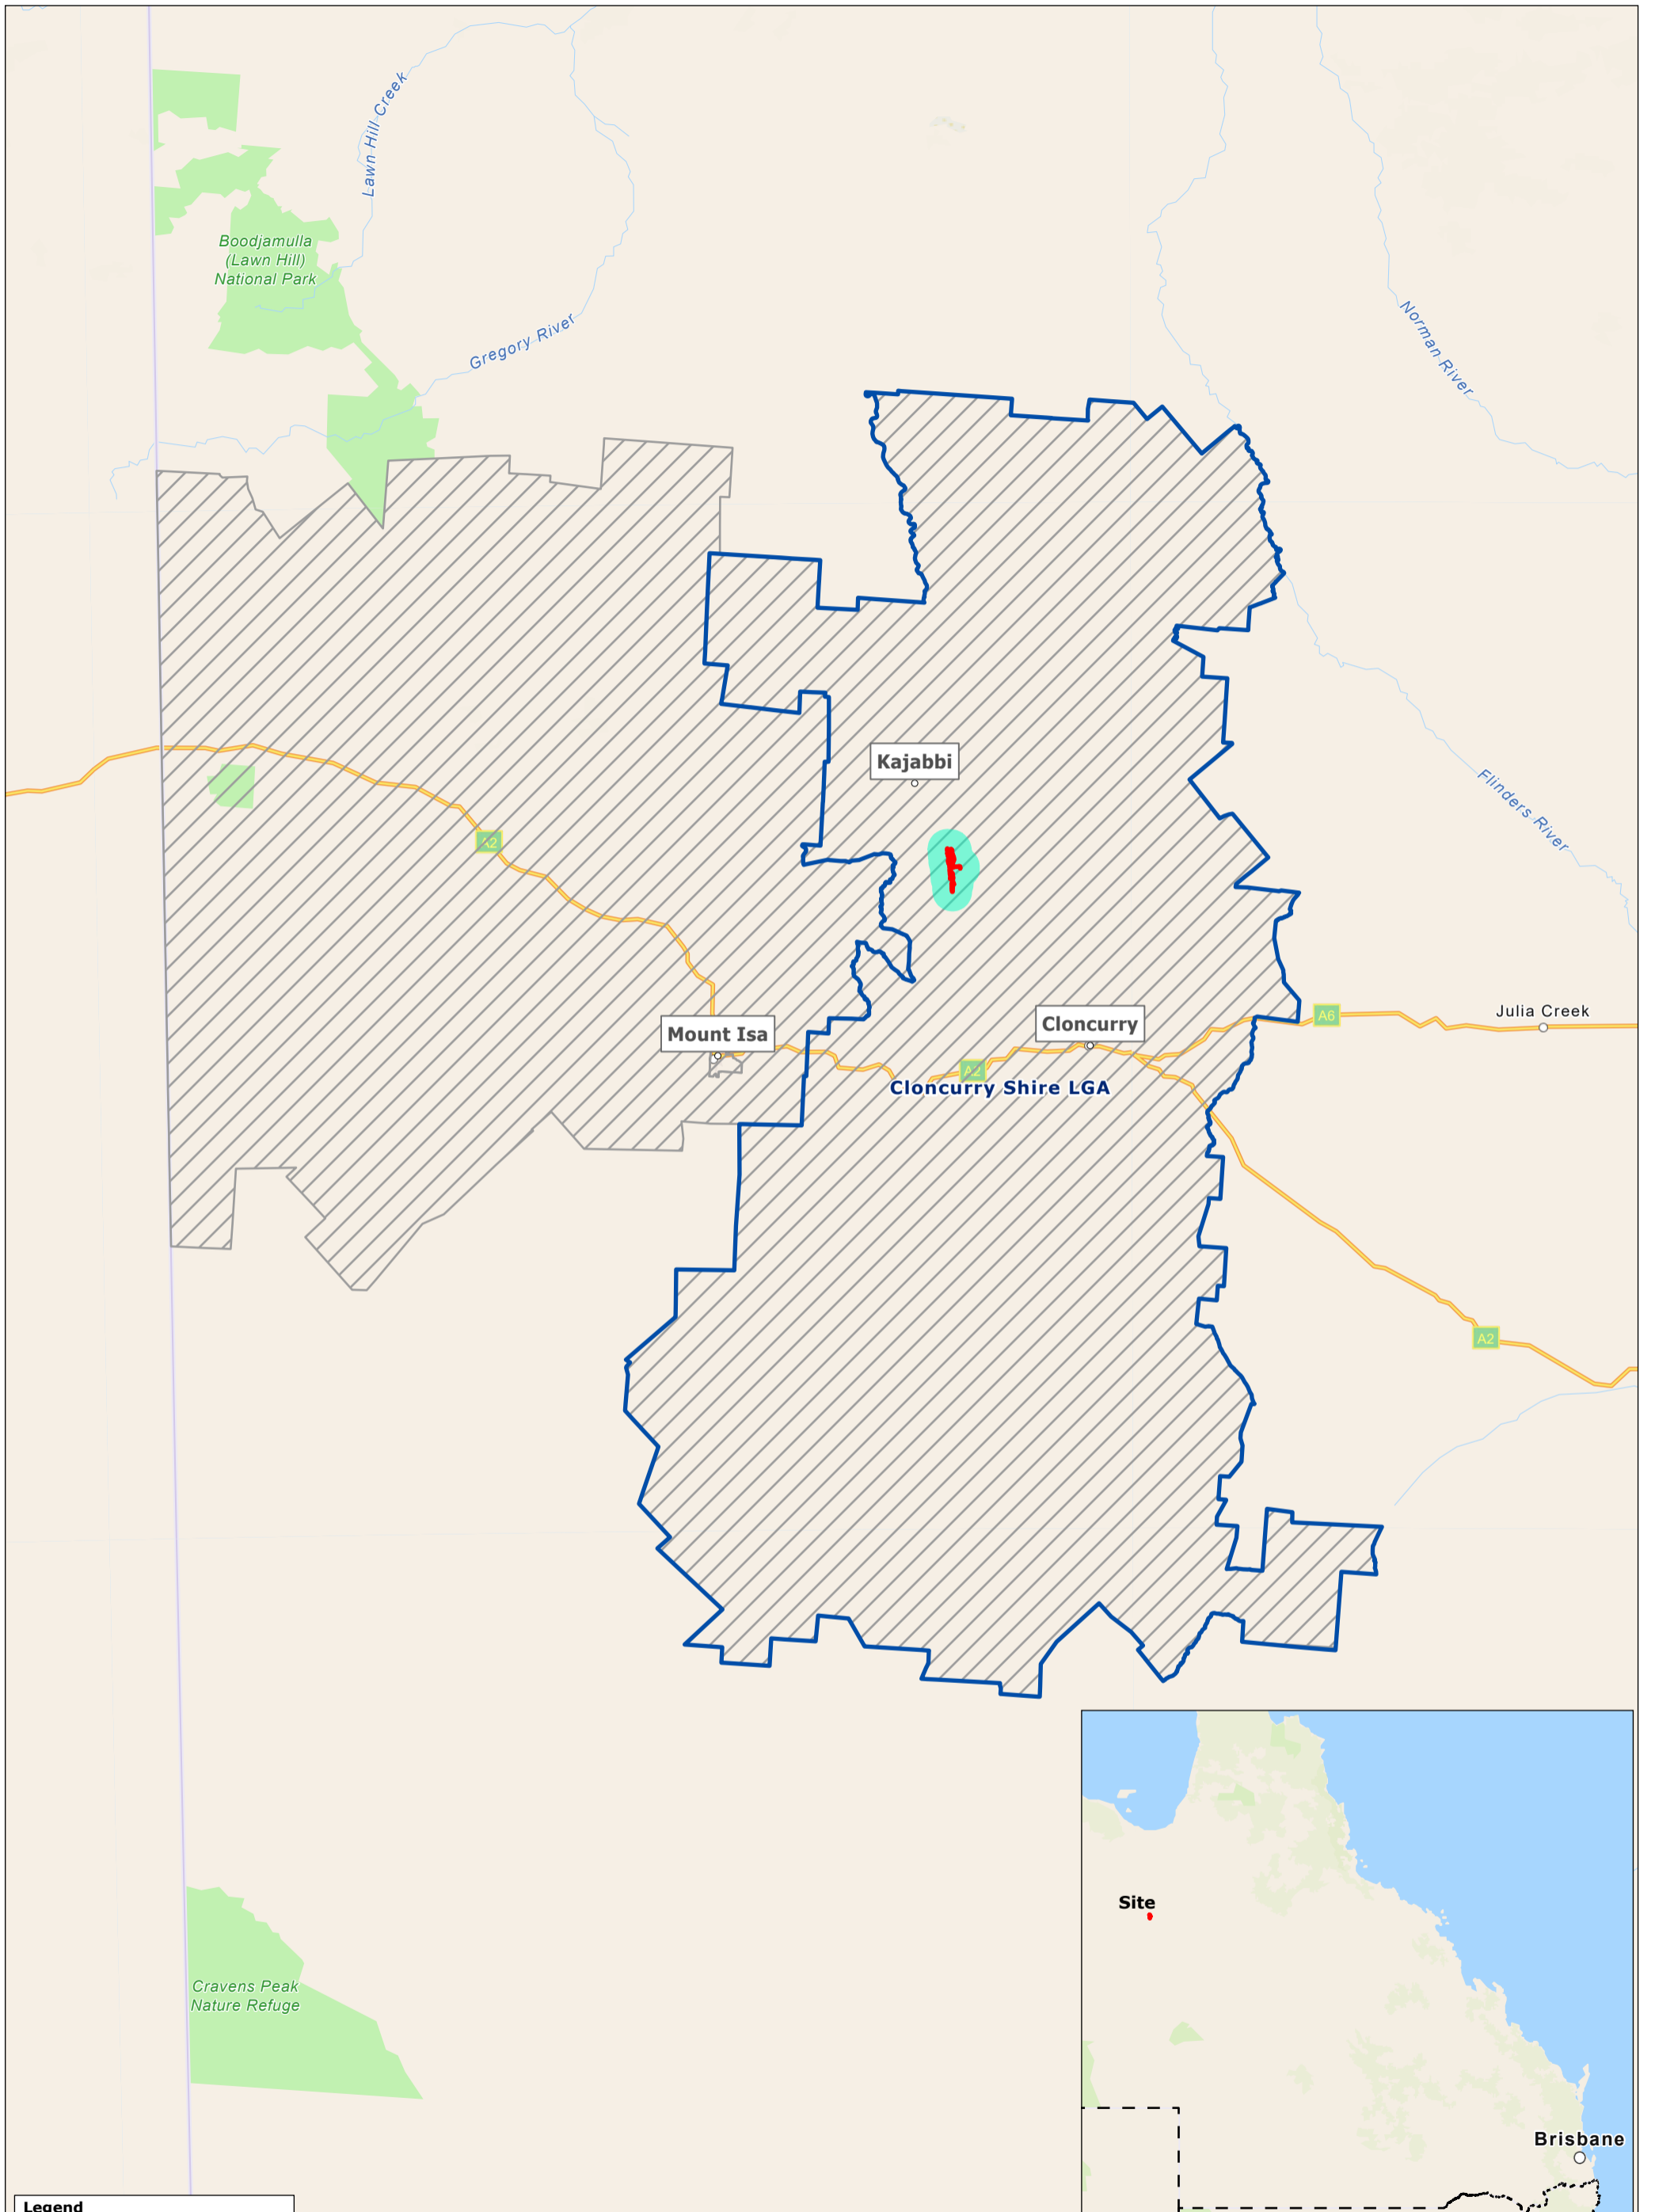 Lawn Hill Creek
Boodjamulla
(Lawn Hill)
National Park
Gregory River
Norman River
Kajabbi
Flinders River
A2
Mount Isa
Cloncurry
A6
Julia Creek
A2
Cloncurry Shire LGA
A2
Site
Cravens Peak
Nature Refuge
Brisbane
Legend